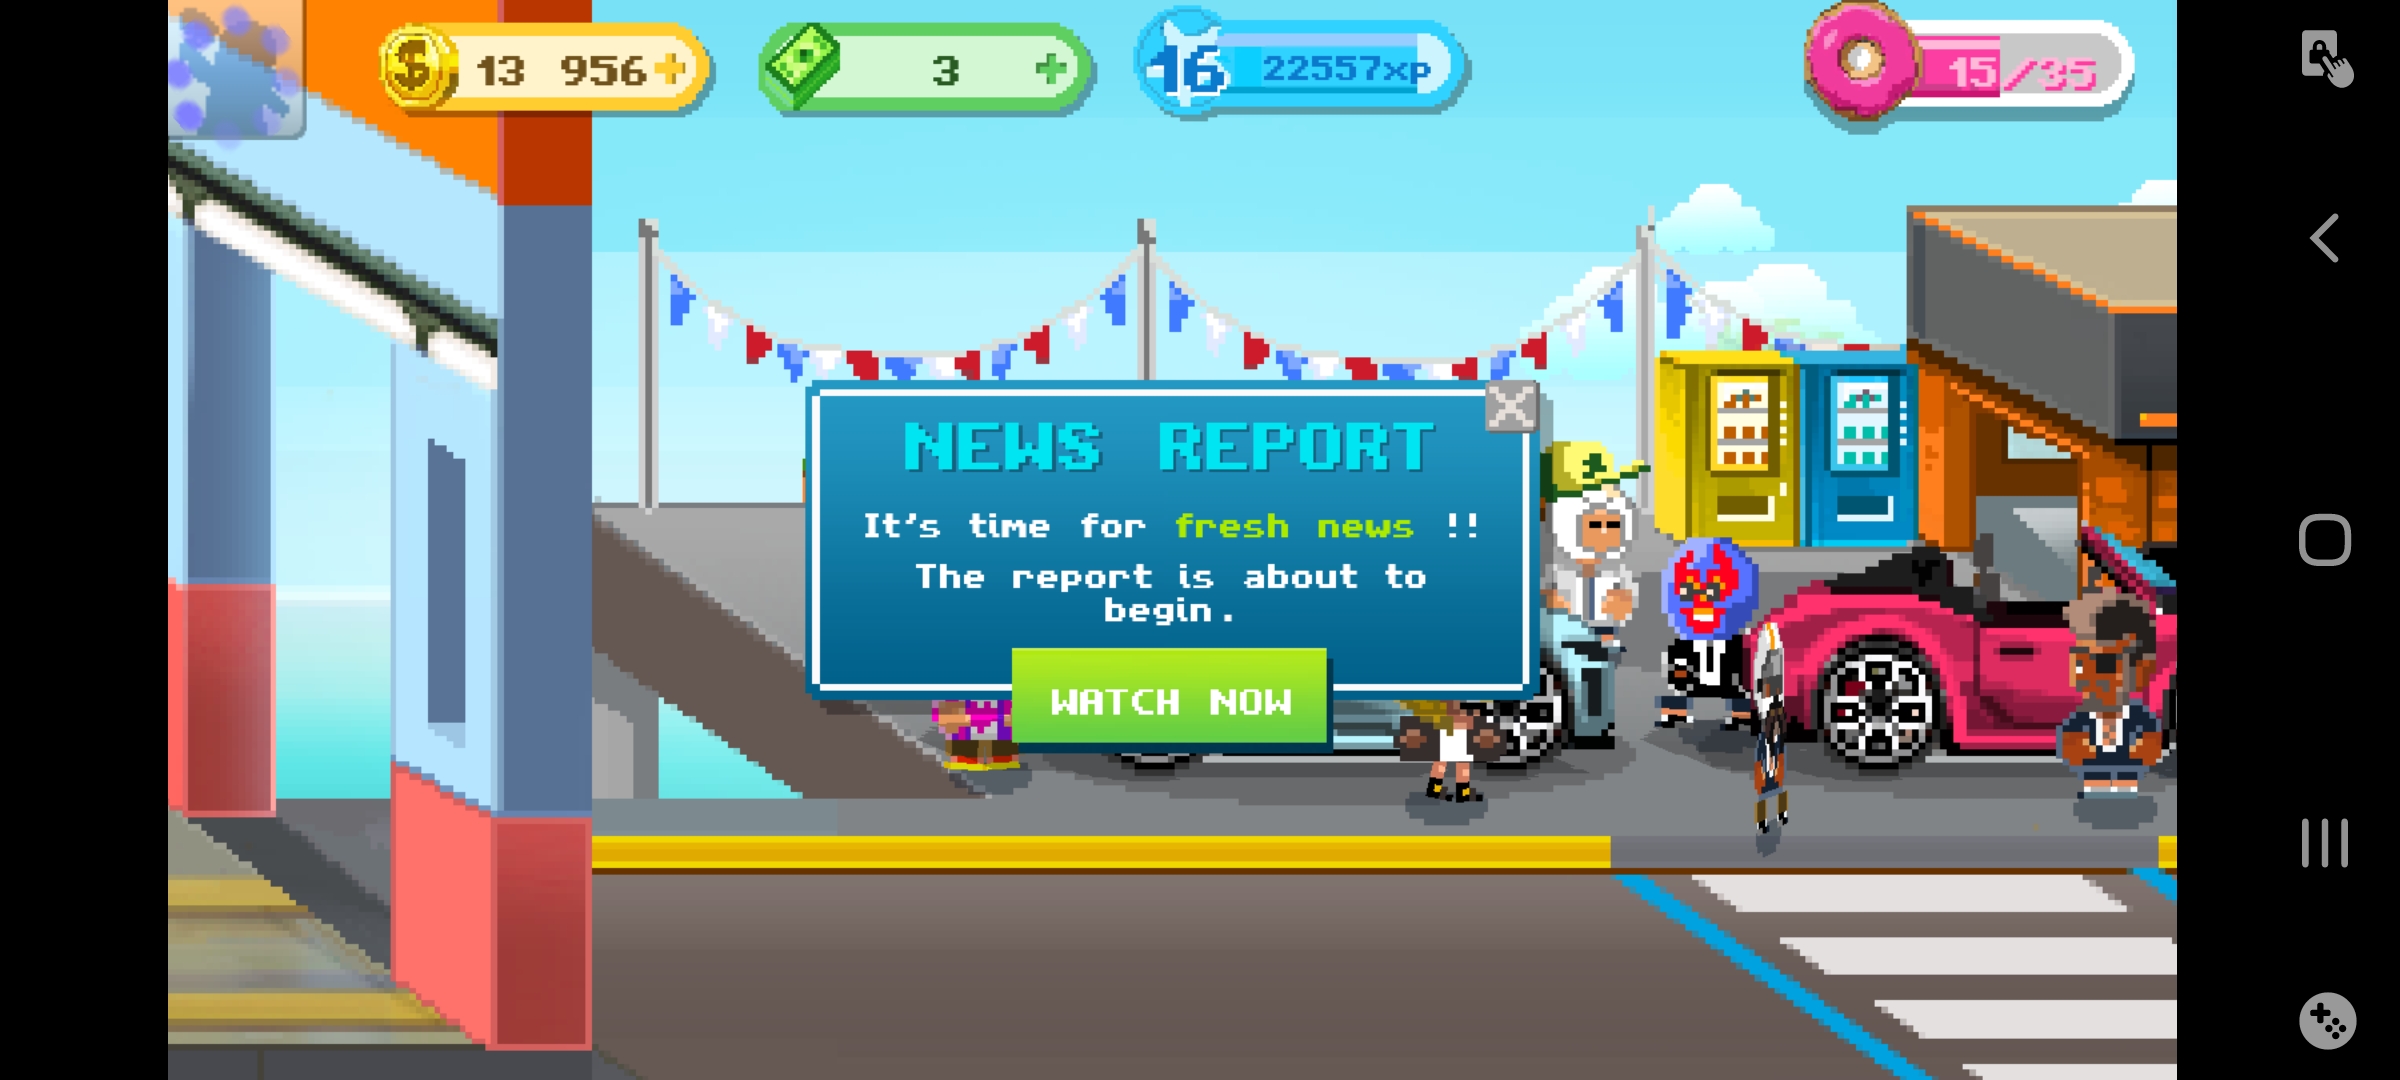 13 956 +
3 +
16 22557xp
15/35
NEWS REPORT
It's time for fresh news !!
The report is about to
begin.
WATCH NOW